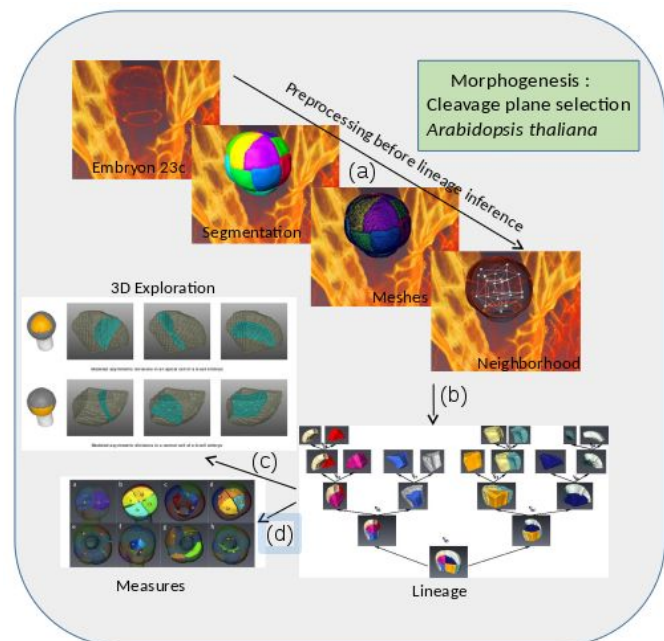 Morphogenesis :
Cleavage plane selection
Arabidopsis thaliana
Preprocessing before lineage inference
(a)
Embryon 23c
Segmentation
Meshes
Neighborhood
3D Exploration
(b)
(c)
(d)
a b c d
e f g h
Measures
Lineage